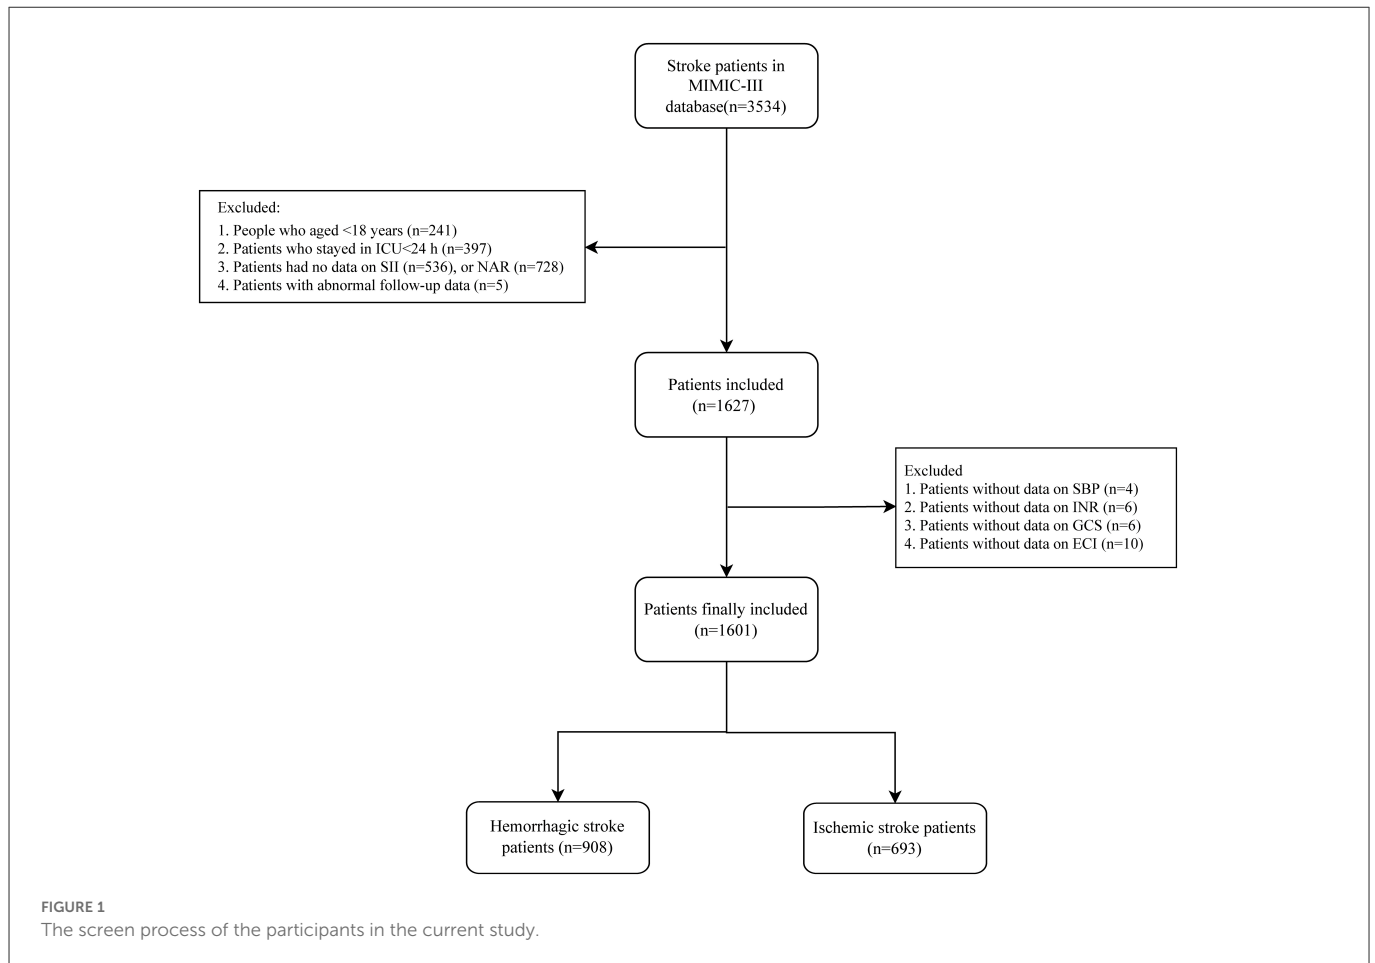 Stroke patients in
MIMIC-III
database(n=3534)
Excluded:
1. People who aged <18 years (n=241)
2. Patients who stayed in ICU<24 h (n=397)
3. Patients had no data on SII (n=536), or NAR (n=728)
4. Patients with abnormal follow-up data (n=5)
Patients included
(n=1627)
Excluded
1. Patients without data on SBP (n=4)
2. Patients without data on INR (n=6)
3. Patients without data on GCS (n=6)
4. Patients without data on ECI (n=10)
Patients finally included
(n=1601)
Hemorrhagic stroke
patients (n=908)
Ischemic stroke patients
(n=693)
FIGURE 1
The screen process of the participants in the current study.